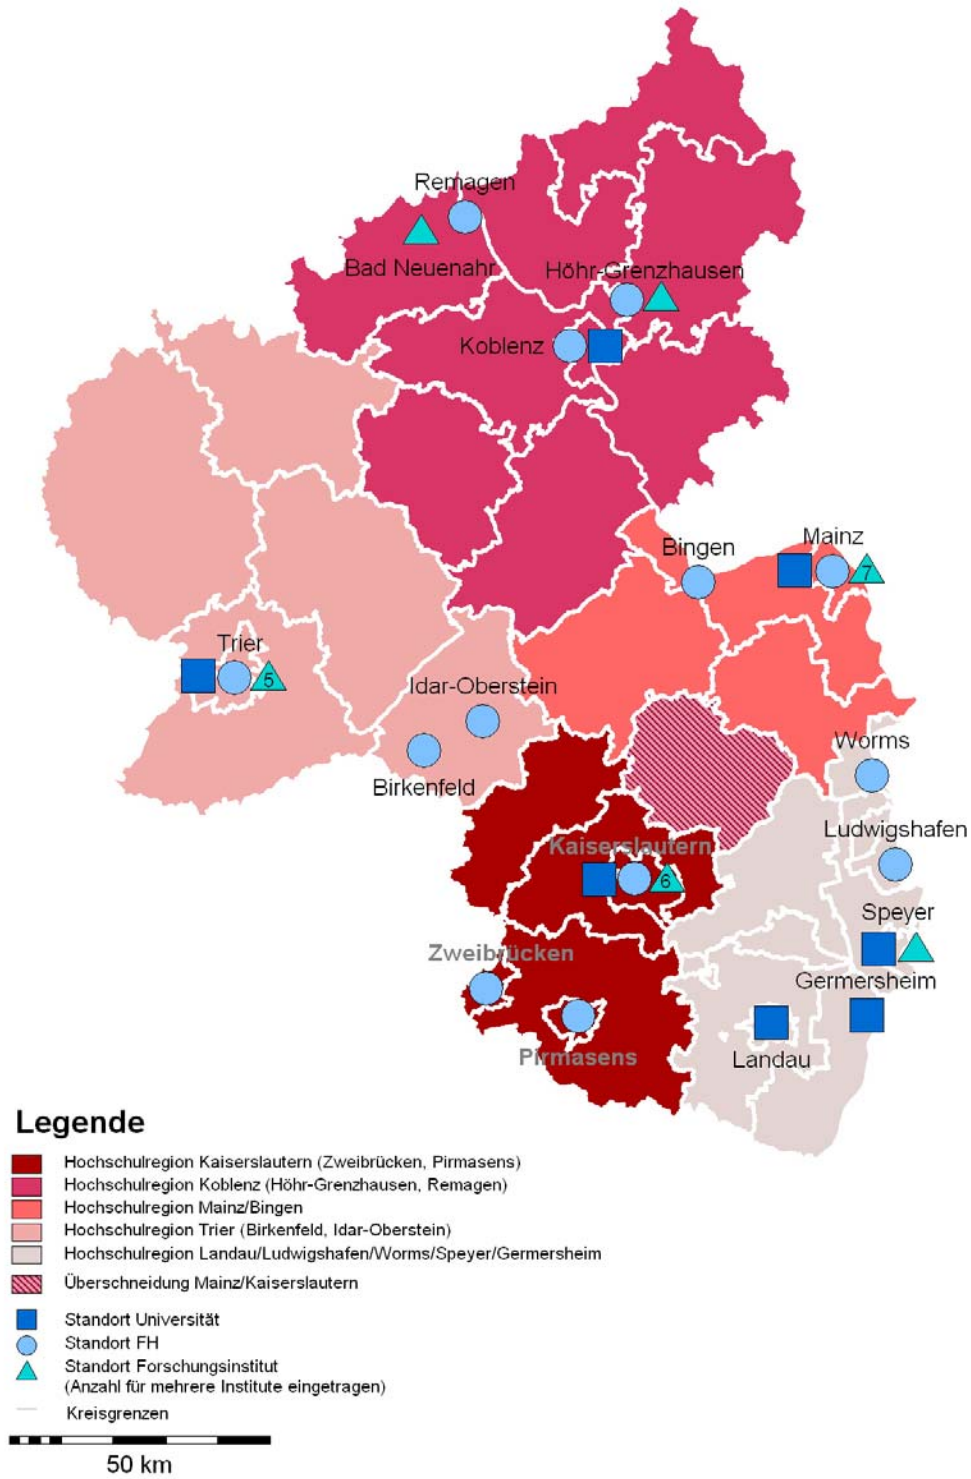 Remagen
Bad Neuenahr
Höhr-Grenzhausen
Koblenz
Bingen
Mainz
7
Trier
5
Idar-Oberstein
Birkenfeld
Worms
Ludwigshafen
Kaiserslautern
6
Speyer
Zweibrücken
Germersheim
Pirmasens
Landau
Legende
Hochschulregion Kaiserslautern (Zweibrücken, Pirmasens)
Hochschulregion Koblenz (Höhr-Grenzhausen, Remagen)
Hochschulregion Mainz/Bingen
Hochschulregion Trier (Birkenfeld, Idar-Oberstein)
Hochschulregion Landau/Ludwigshafen/Worms/Speyer/Germersheim
Überschneidung Mainz/Kaiserslautern
Standort Universität
Standort FH
Standort Forschungsinstitut
(Anzahl für mehrere Institute eingetragen)
Kreisgrenzen
50 km